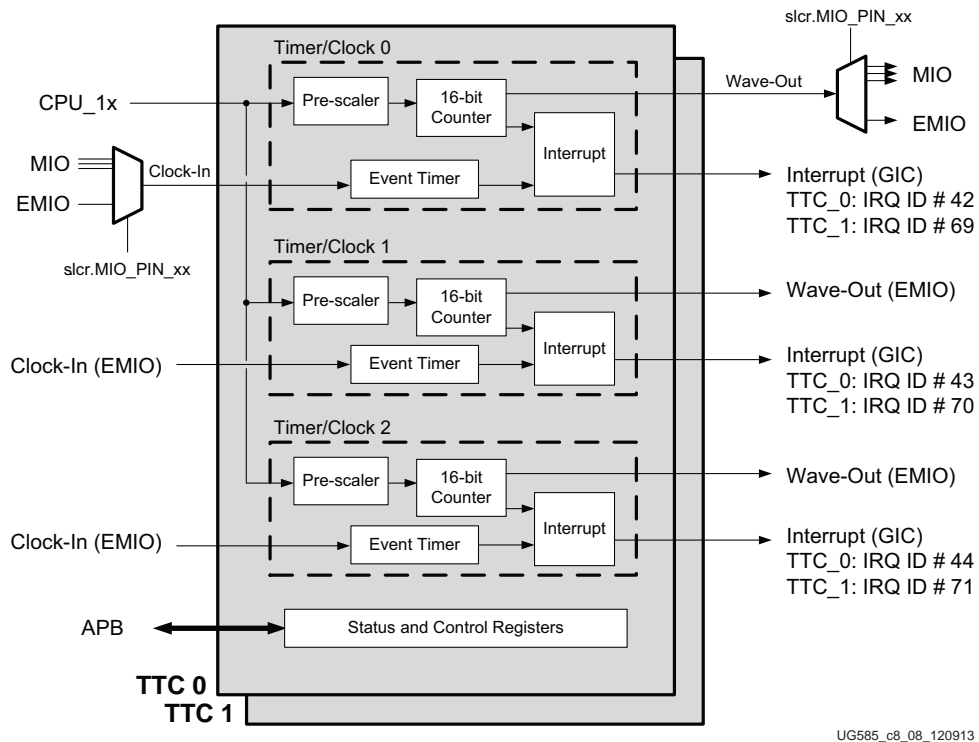 slcr.MIO_PIN_xx
Timer/Clock 0
CPU_1x
Pre-scaler
16-bit
Counter
Wave-Out
MIO
EMIO
Interrupt
MIO
EMIO
Clock-In
Event Timer
slcr.MIO_PIN_xx
Interrupt (GIC)
TTC_0: IRQ ID # 42
TTC_1: IRQ ID # 69
Timer/Clock 1
Pre-scaler
16-bit
Counter
Wave-Out (EMIO)
Interrupt
Clock-In (EMIO)
Event Timer
Interrupt (GIC)
TTC_0: IRQ ID # 43
TTC_1: IRQ ID # 70
Timer/Clock 2
Pre-scaler
16-bit
Counter
Wave-Out (EMIO)
Interrupt
Clock-In (EMIO)
Event Timer
Interrupt (GIC)
TTC_0: IRQ ID # 44
TTC_1: IRQ ID # 71
APB
Status and Control Registers
TTC 0
TTC 1
UG585_c8_08_120913